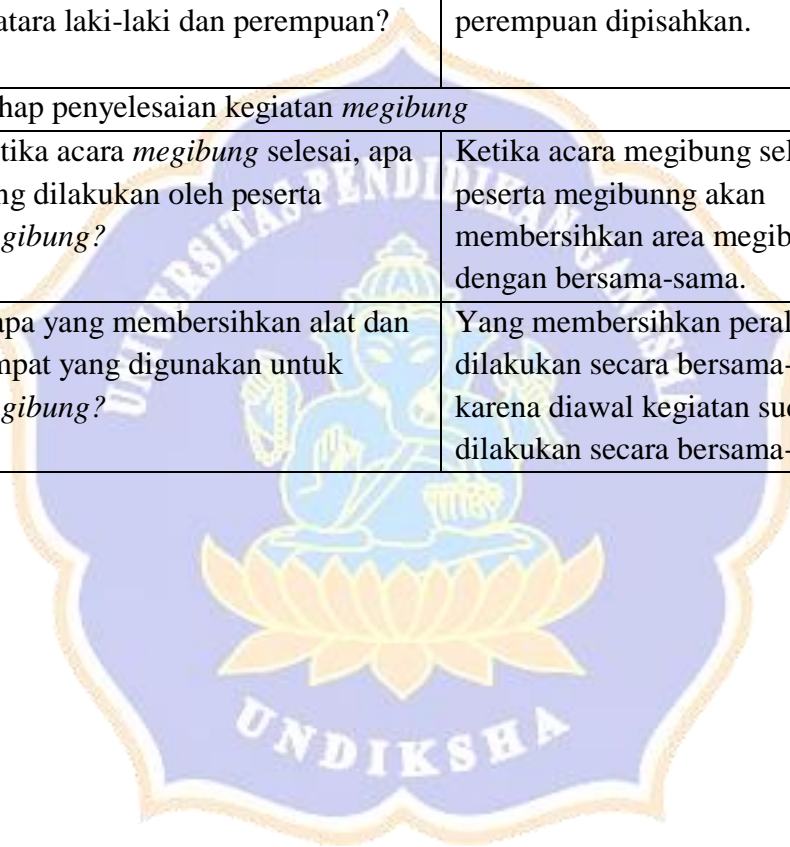 atara laki-laki dan perempuan?
perempuan dipisahkan.
hap penyelesaian kegiatan megibung
tika acara megibung selesai, apa
ng dilakukan oleh peserta
gibung?
Ketika acara megibung sel
peserta megibunng akan
membersihkan area megib
dengan bersama-sama.
apa yang membersihkan alat dan
mpat yang digunakan untuk
gibung?
Yang membersihkan peral
dilakukan secara bersama-
karena diawal kegiatan sud
dilakukan secara bersama-
UNIVERSITAS PENDIDIKAN GANESHA
UNDIKSHA